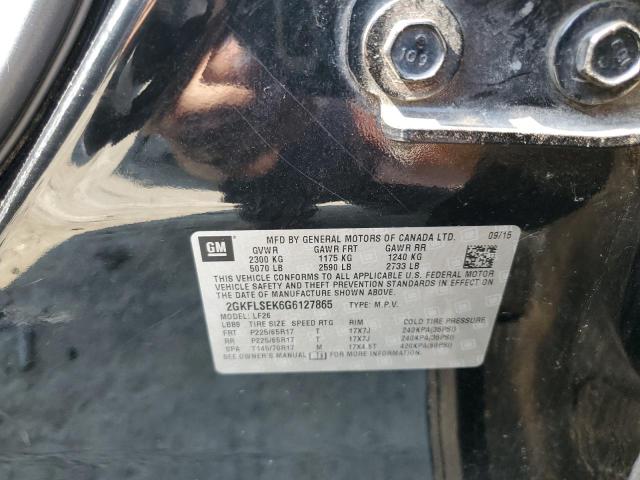 109
GM
MFD BY GENERAL MOTORS OF CANADA LTD. 09/15
GVWR GAWR FRT GAWR RR
2300 KG 1175 KG 1240 KG
5070 LB 2590 LB 2733 LB
THIS VEHICLE CONFORMS TO ALL APPLICABLE U.S. FEDERAL MOTOR
VEHICLE SAFETY AND THEFT PREVENTION STANDARDS IN EFFECT ON
THE DATE OF MANUFACTURE SHOWN ABOVE.
2GKFLSEK6G6127865 TYPE: M.P.V.
MODEL: LF26
TIRE SIZE SPEED RTG RIM COLD TIRE PRESSURE
FRT P225/65R17 T 17X7J 240KPA(35PSI)
RR P225/65R17 T 17X7J 240KPA(35PSI)
SPA T145/70R17 M 17X4.5T 420KPA(60PSI)
SEE OWNER'S MANUAL FOR MORE INFORMATION